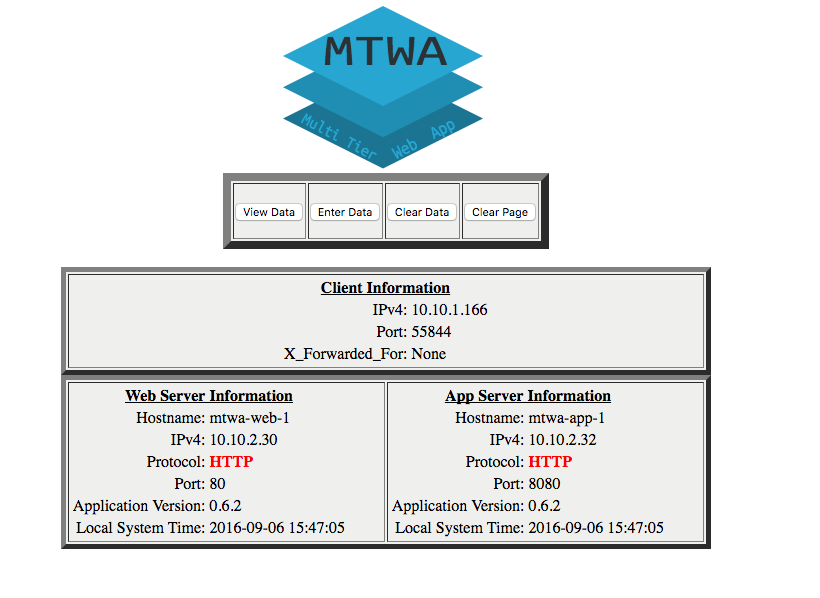 MTWA
Multi Tier Web App
View Data Enter Data Clear Data Clear Page
Client Information
IPv4: 10.10.1.166
Port: 55844
X_Forwarded_For: None
Web Server Information
Hostname: mtwa-web-1
IPv4: 10.10.2.30
Protocol: HTTP
Port: 80
Application Version: 0.6.2
Local System Time: 2016-09-06 15:47:05
App Server Information
Hostname: mtwa-app-1
IPv4: 10.10.2.32
Protocol: HTTP
Port: 8080
Application Version: 0.6.2
Local System Time: 2016-09-06 15:47:05